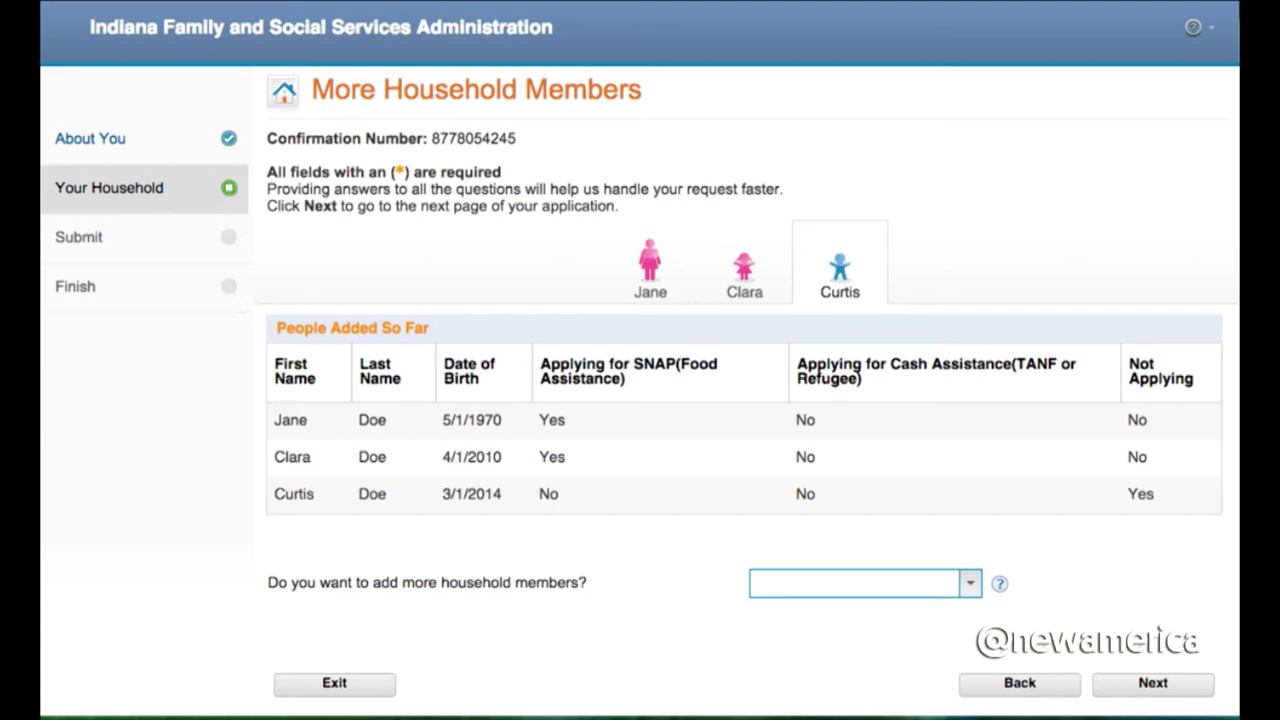 Indiana Family and Social Services Administration
More Household Members
About You
Confirmation Number: 8778054245
All fields with an (*) are required
Your Household
Providing answers to all the questions will help us handle your request faster.
Click Next to go to the next page of your application.
Submit
Finish
Jane
Clara
Curtis
People Added So Far
First Name
Last Name
Date of Birth
Applying for SNAP(Food Assistance)
Applying for Cash Assistance(TANF or Refugee)
Not Applying
Jane Doe 5/1/1970 Yes No No
Clara Doe 4/1/2010 Yes No No
Curtis Doe 3/1/2014 No No Yes
Do you want to add more household members?
@newamerica
Exit
Back
Next